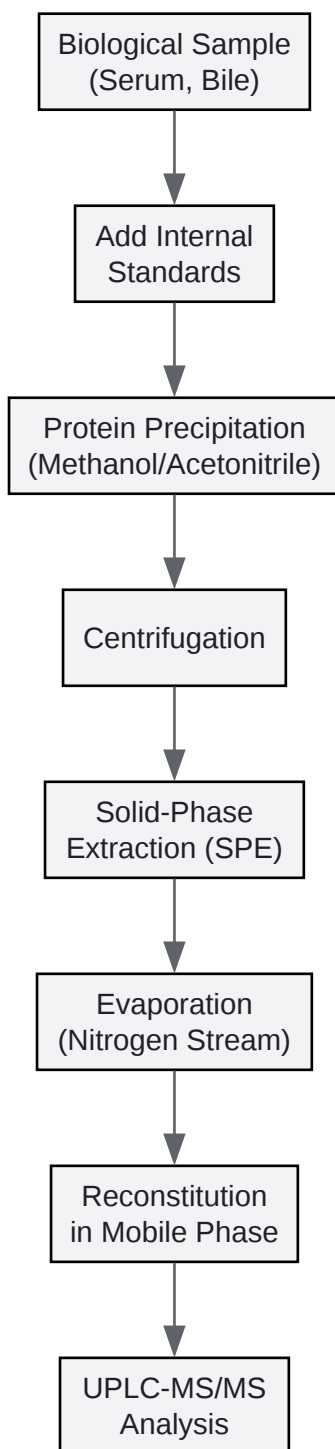 Biological Sample
(Serum, Bile)
Add Internal
Standards
Protein Precipitation
(Methanol/Acetonitrile)
Centrifugation
Solid-Phase
Extraction (SPE)
Evaporation
(Nitrogen Stream)
Reconstitution
in Mobile Phase
UPLC-MS/MS
Analysis